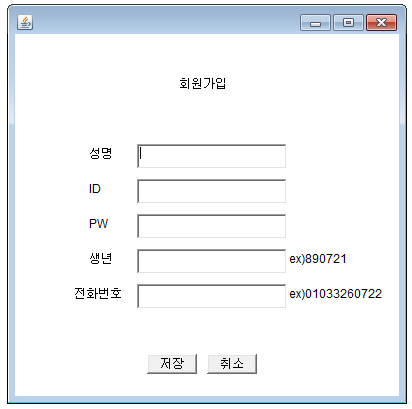 회원가입
성명
ID
PW
생년 ex)890721
전화번호 ex)01033260722
저장 취소